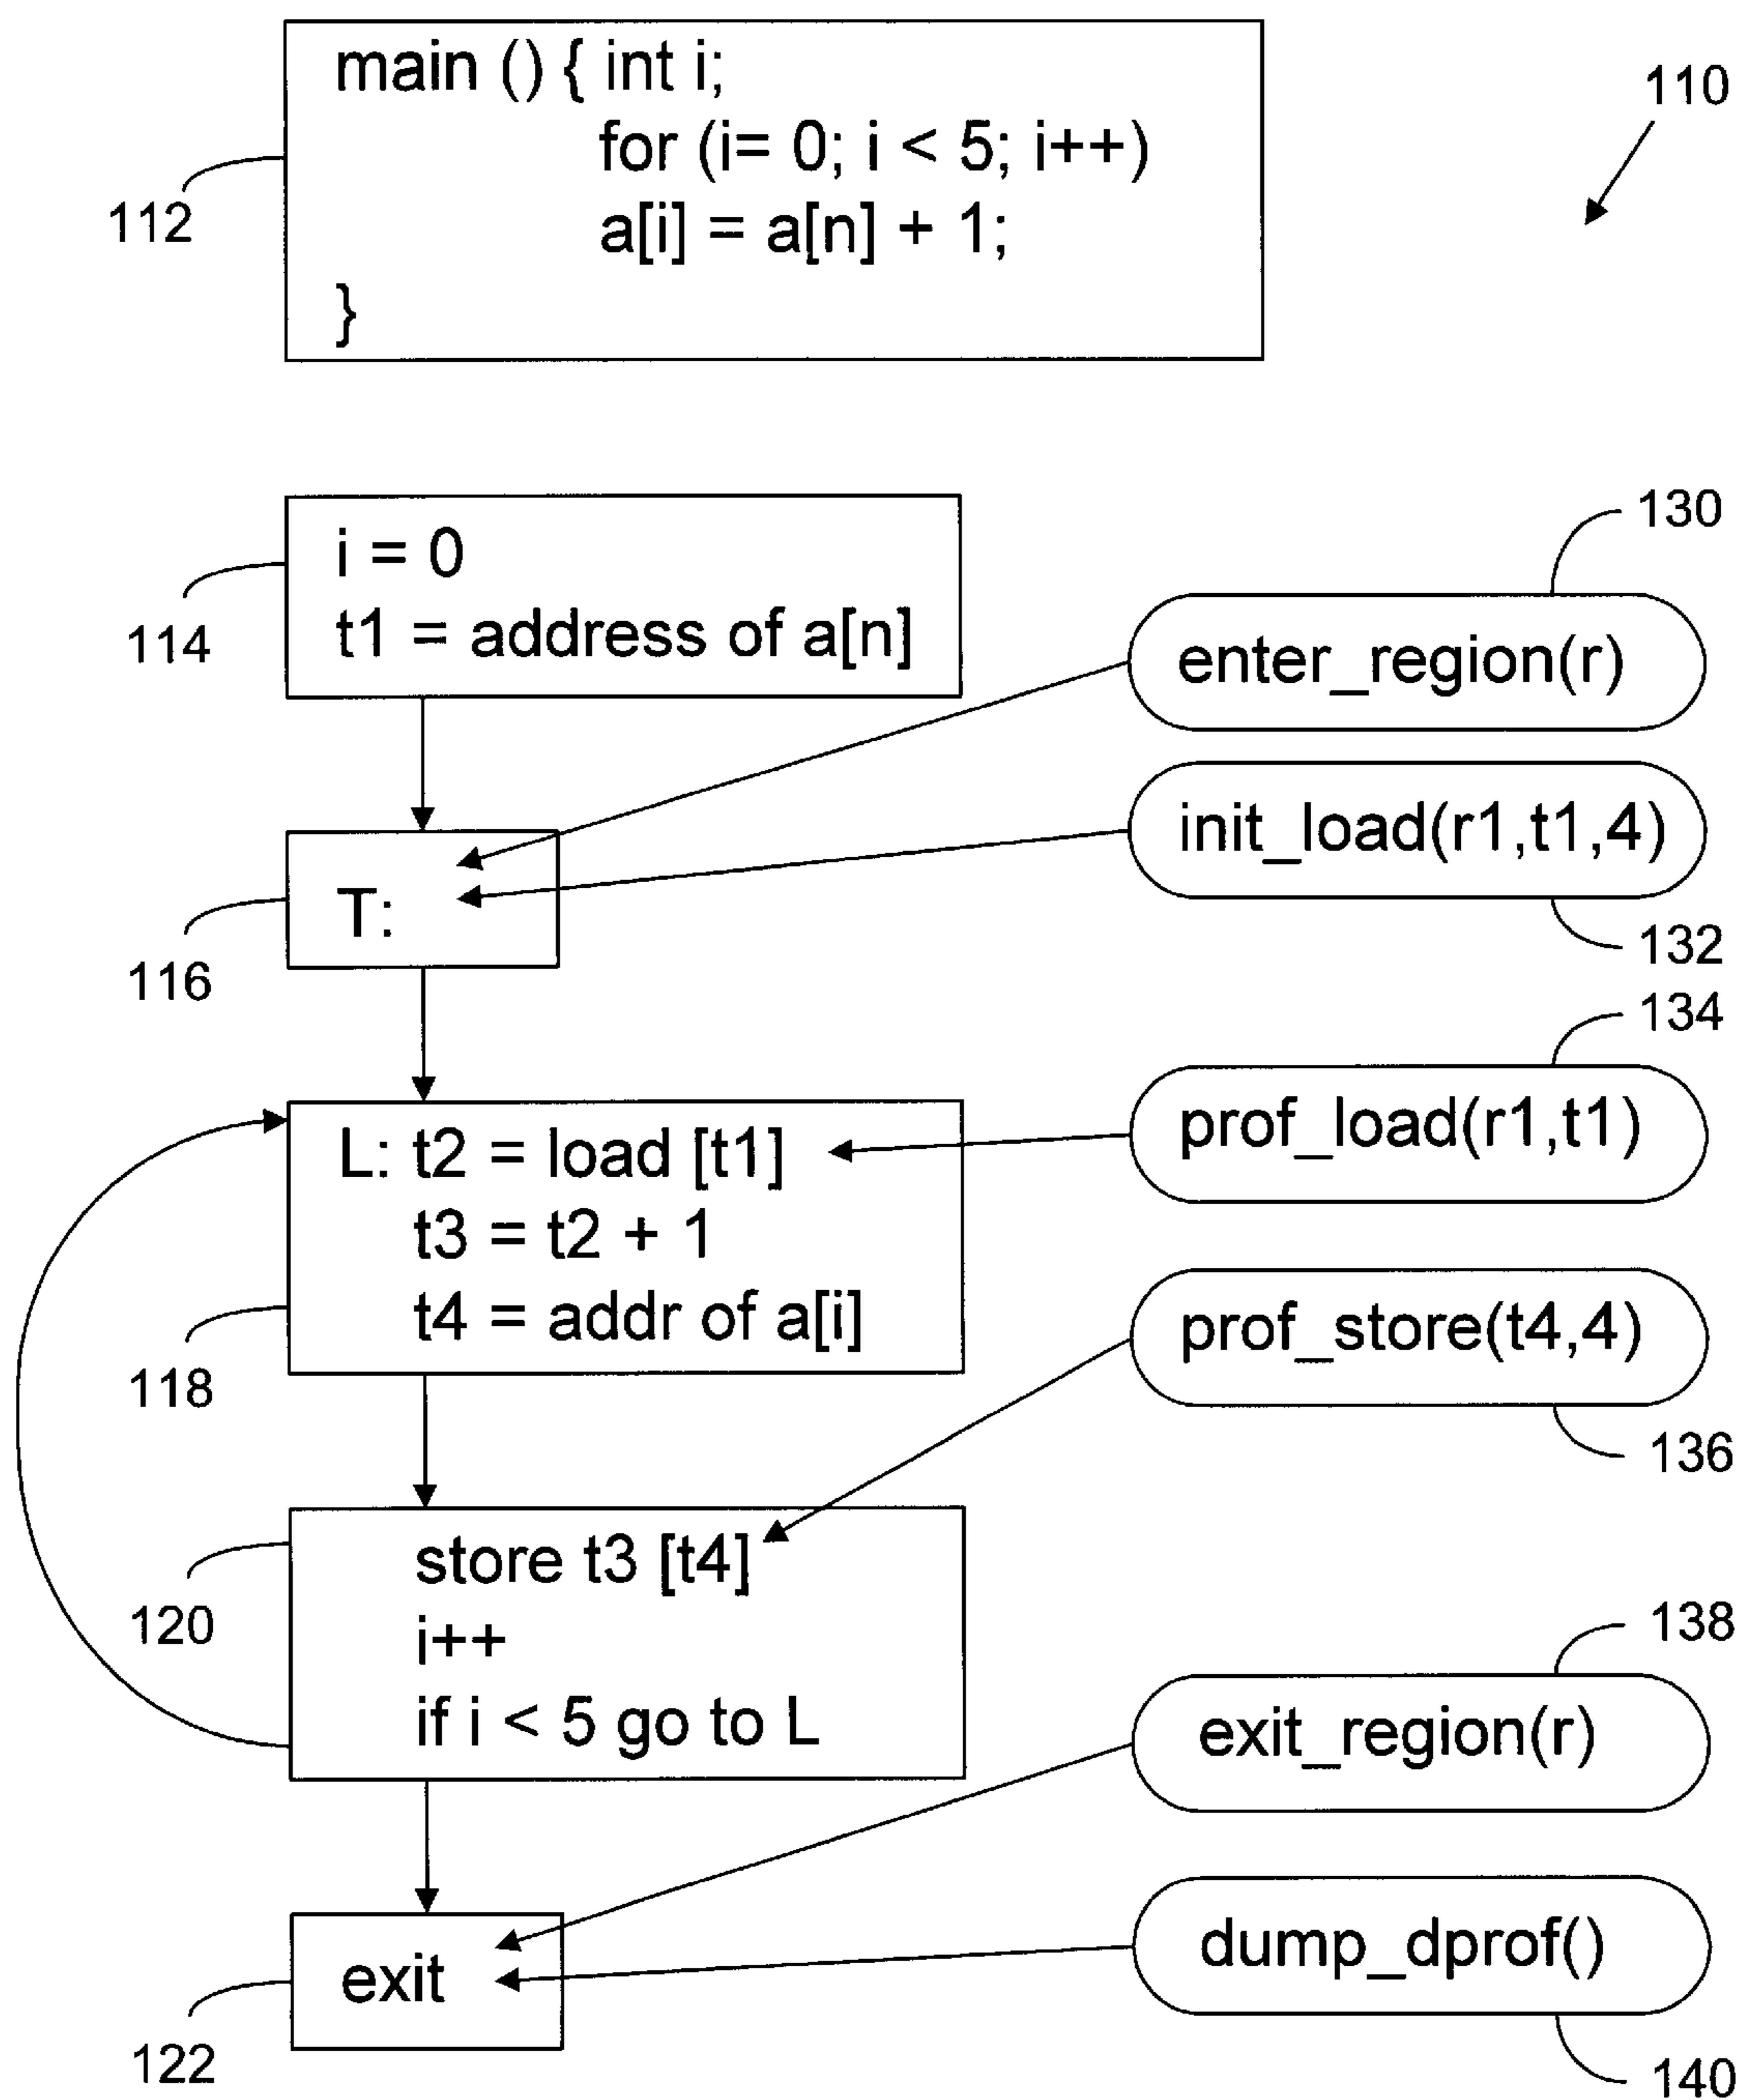 main () { int i;
for (i= 0; i < 5; i++)
a[i] = a[n] + 1;
}
110
112
i = 0
t1 = address of a[n]
114
130
enter_region(r)
init_load(r1,t1,4)
132
T:
116
134
prof_load(r1,t1)
L: t2 = load [t1]
t3 = t2 + 1
t4 = addr of a[i]
118
prof_store(t4,4)
136
store t3 [t4]
i++
if i < 5 go to L
120
138
exit_region(r)
dump_dprof()
140
exit
122